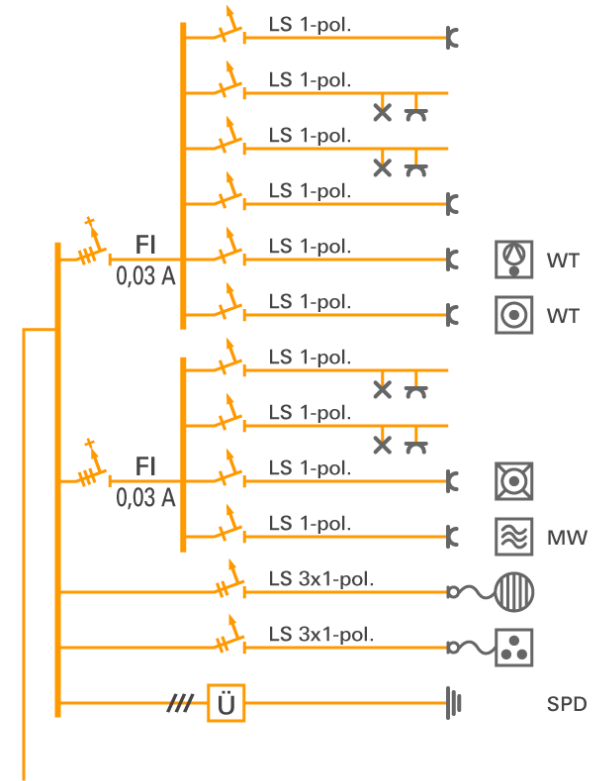 LS 1-pol.
LS 1-pol.
LS 1-pol.
LS 1-pol.
FI
0,03 A
LS 1-pol.
WT
LS 1-pol.
WT
LS 1-pol.
LS 1-pol.
FI
0,03 A
LS 1-pol.
LS 1-pol.
MW
LS 3x1-pol.
LS 3x1-pol.
Ü
SPD